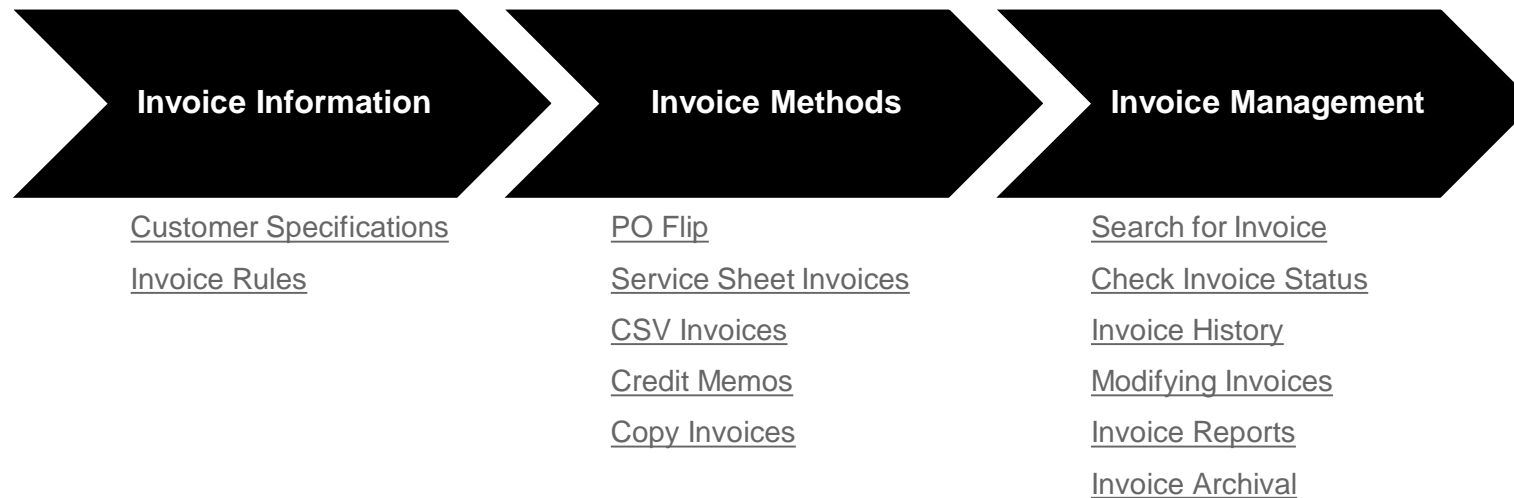 Invoice Information
Customer Specifications
Invoice Rules
Invoice Methods
PO Flip
Service Sheet Invoices
CSV Invoices
Credit Memos
Copy Invoices
Invoice Management
Search for Invoice
Check Invoice Status
Invoice History
Modifying Invoices
Invoice Reports
Invoice Archival